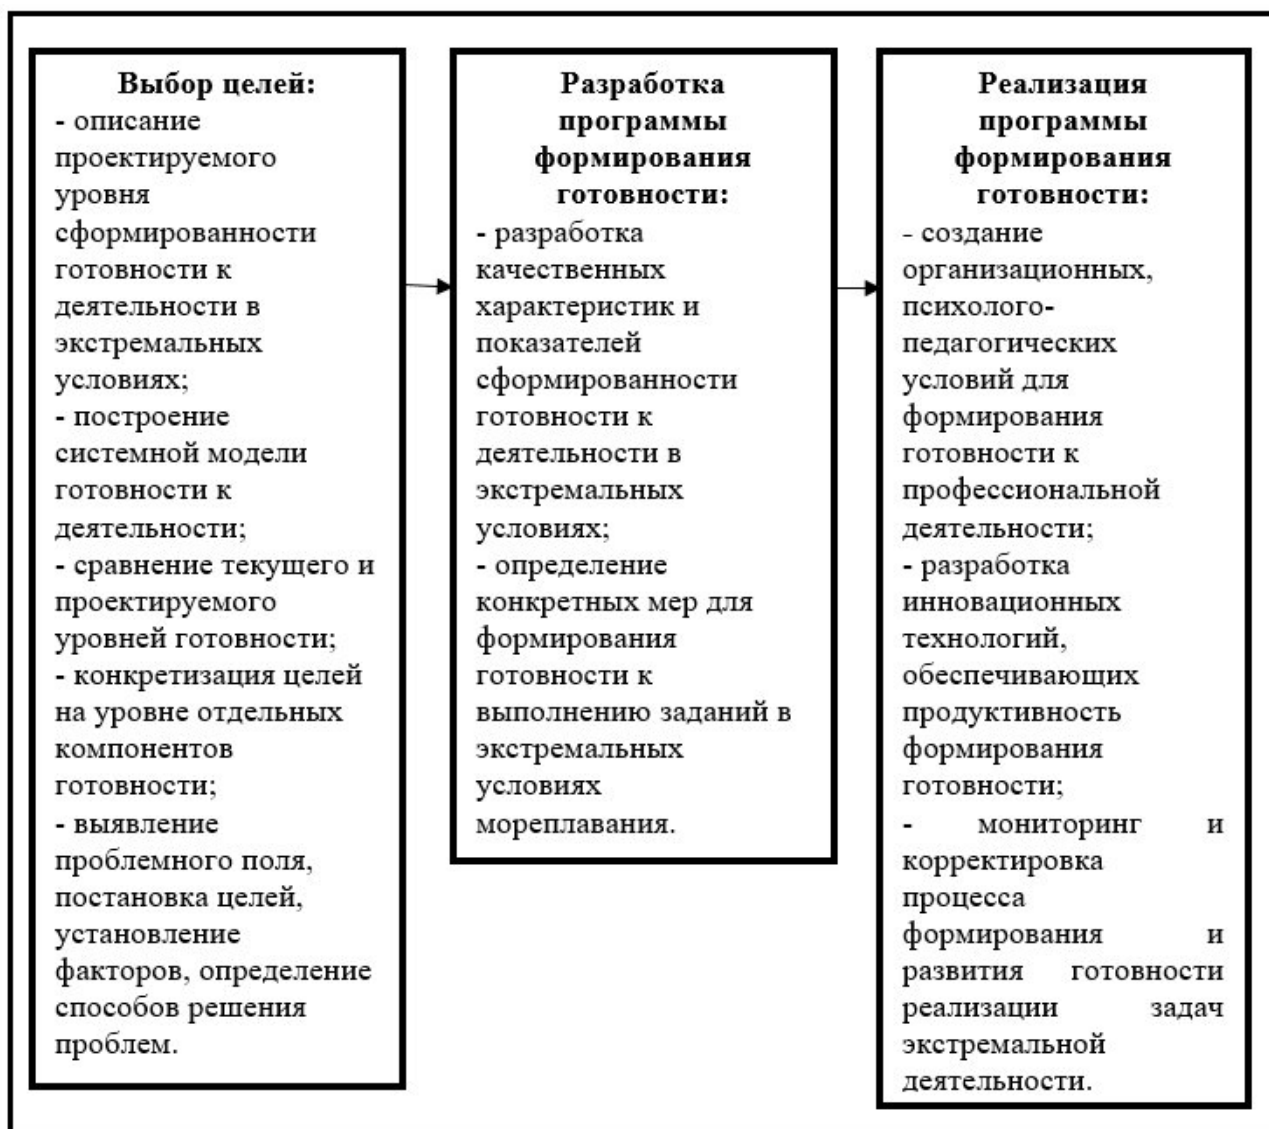 Выбор целей:
- описание
проектируемого
уровня
сформированности
готовности к
деятельности в
экстремальных
условиях;
- построение
системной модели
готовности к
деятельности;
- сравнение текущего и
проектируемого
уровней готовности;
- конкретизация целей
на уровне отдельных
компонентов
готовности;
- выявление
проблемного поля,
постановка целей,
установление
факторов, определение
способов решения
проблем.
Разработка
программы
формирования
готовности:
- разработка
качественных
характеристик и
показателей
сформированности
готовности к
деятельности в
экстремальных
условиях;
- определение
конкретных мер для
формирования
готовности к
выполнению заданий в
экстремальных
условиях
мореплавания.
Реализация
программы
формирования
готовности:
- создание
организационных,
психолого-
педагогических
условий для
формирования
готовности к
профессиональной
деятельности;
- разработка
инновационных
технологий,
обеспечивающих
продуктивность
формирования
готовности;
- мониторинг и
корректировка
процесса
формирования и
развития готовности
реализации задач
экстремальной
деятельности.